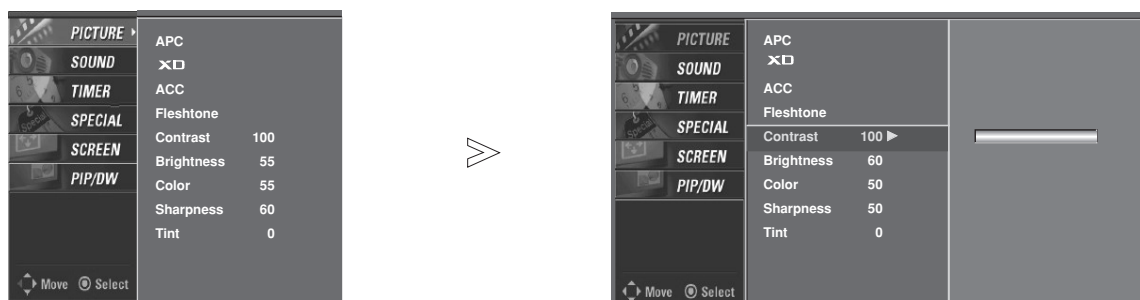 PICTURE
SOUND
TIMER
SPECIAL
SCREEN
PIP/DW
Move Select
APC
XD
ACC
Fleshtone
Contrast 100
Brightness 55
Color 55
Sharpness 60
Tint 0
PICTURE
SOUND
TIMER
SPECIAL
SCREEN
PIP/DW
Move Select
APC
XD
ACC
Fleshtone
Contrast 100
Brightness 60
Color 50
Sharpness 50
Tint 0